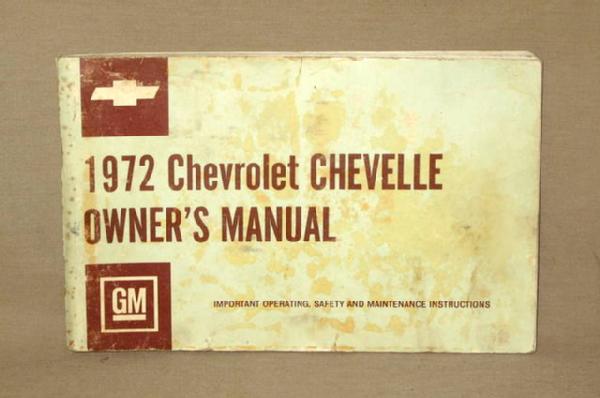 1972 Chevrolet CHEVELLE
OWNER'S MANUAL
GM
IMPORTANT OPERATING, SAFETY AND MAINTENANCE INSTRUCTIONS